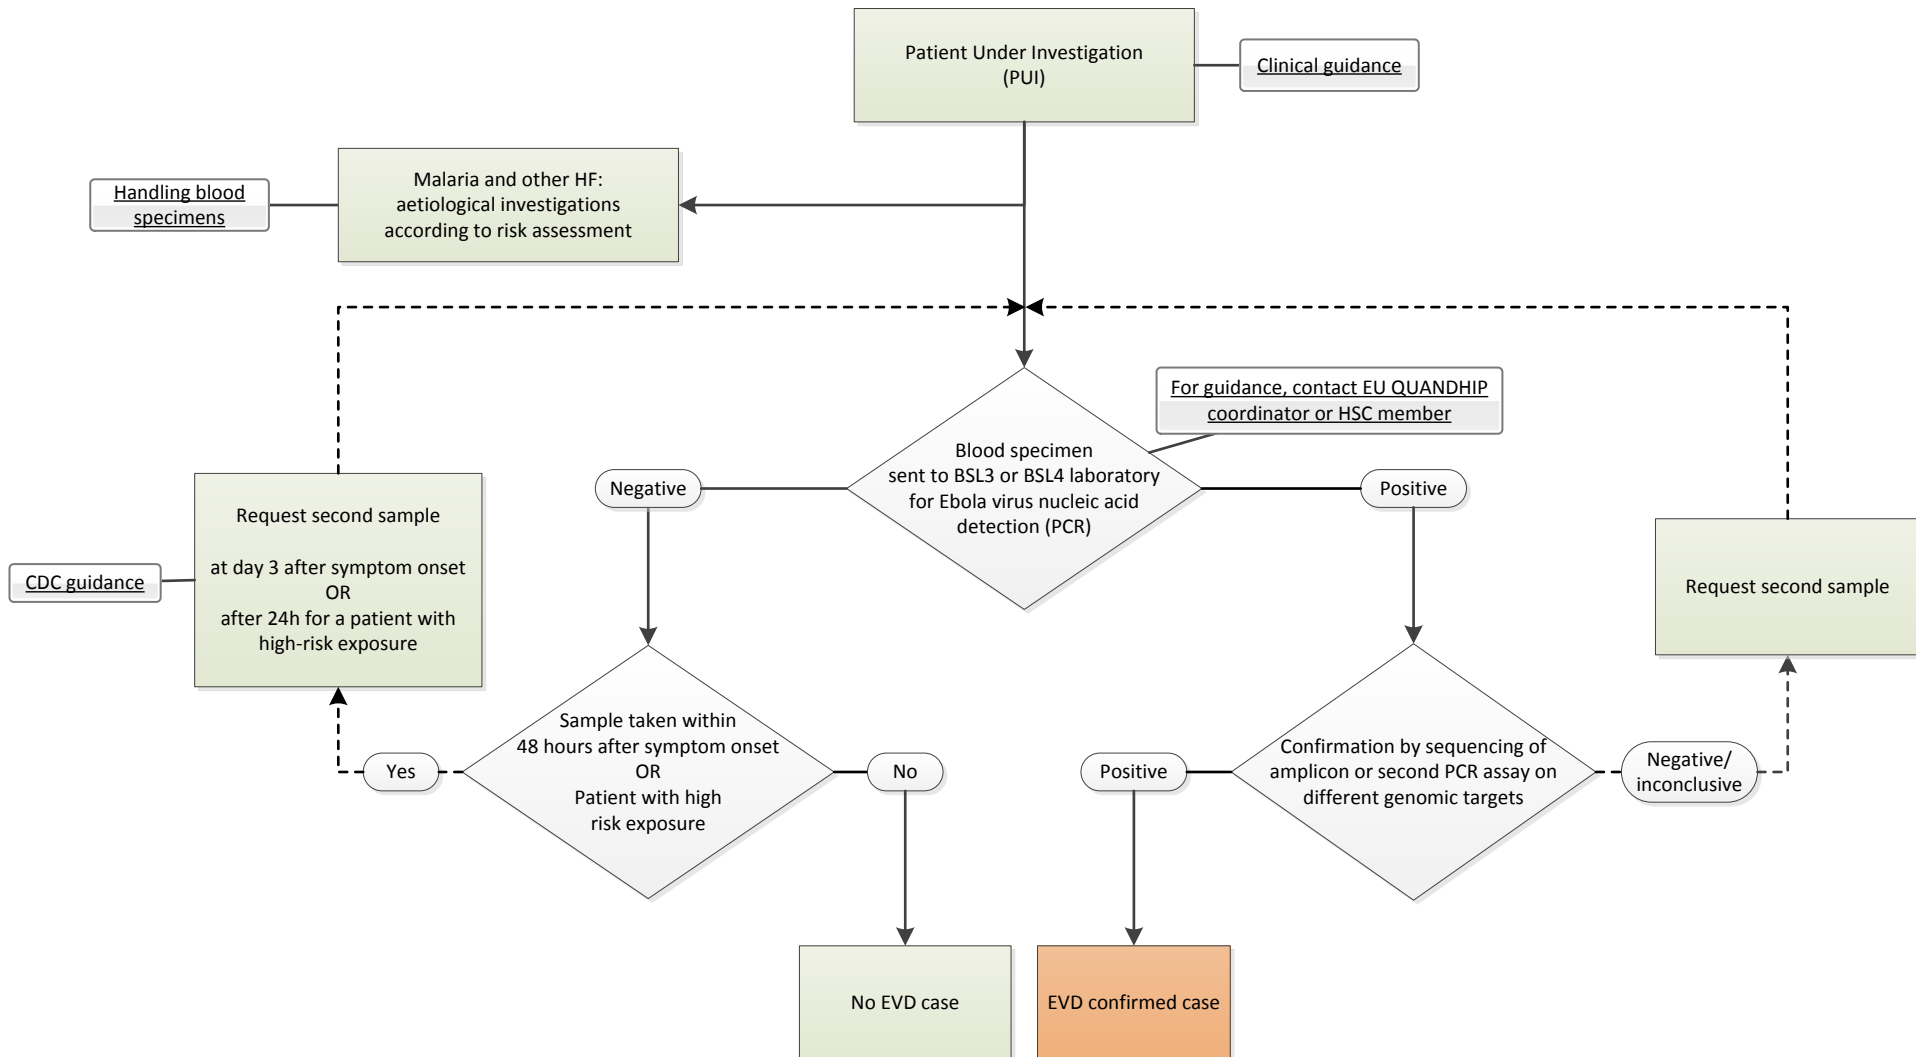 Patient Under Investigation
(PUI)
Clinical guidance
Malaria and other HF:
aetiological investigations
according to risk assessment
Handling blood
specimens
For guidance, contact EU QUANDHIP
coordinator or HSC member
Blood specimen
sent to BSL3 or BSL4 laboratory
for Ebola virus nucleic acid
detection (PCR)
Negative
Positive
Request second sample
at day 3 after symptom onset
OR
after 24h for a patient with
high-risk exposure
CDC guidance
Request second sample
Sample taken within
48 hours after symptom onset
OR
Patient with high
risk exposure
Yes
No
Confirmation by sequencing of
amplicon or second PCR assay on
different genomic targets
Positive
Negative/
inconclusive
No EVD case
EVD confirmed case